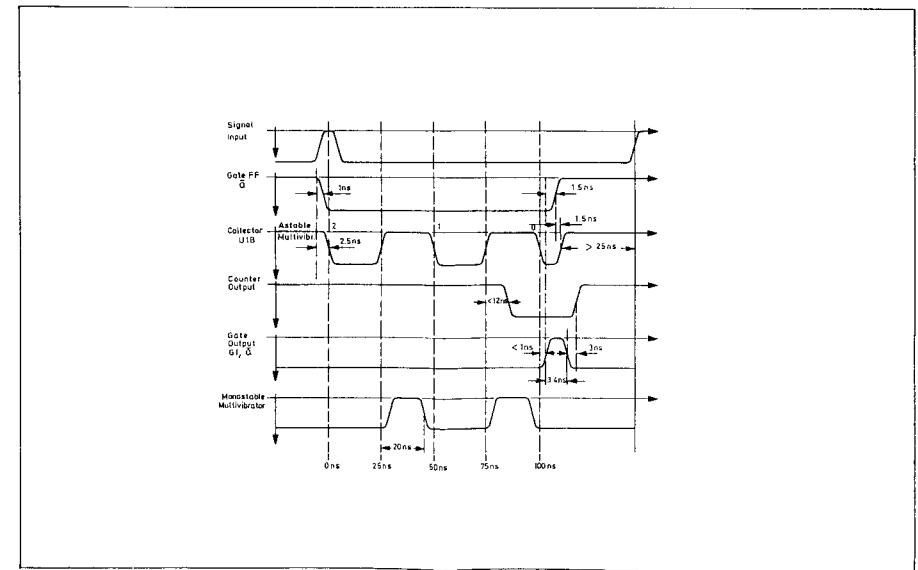 Signal
Input
Gate FF
Q̄
1ns
1.5ns
1.5ns
Collector
U1B
Astable
Multivibr.
2
1
0
2.5ns
> 25ns
Counter
Output
<12ns
Gate
Output
G1, Q̄
< 1ns
3ns
3.4ns
Monostable
Multivibrator
20ns
0ns
25ns
50ns
75ns
100ns